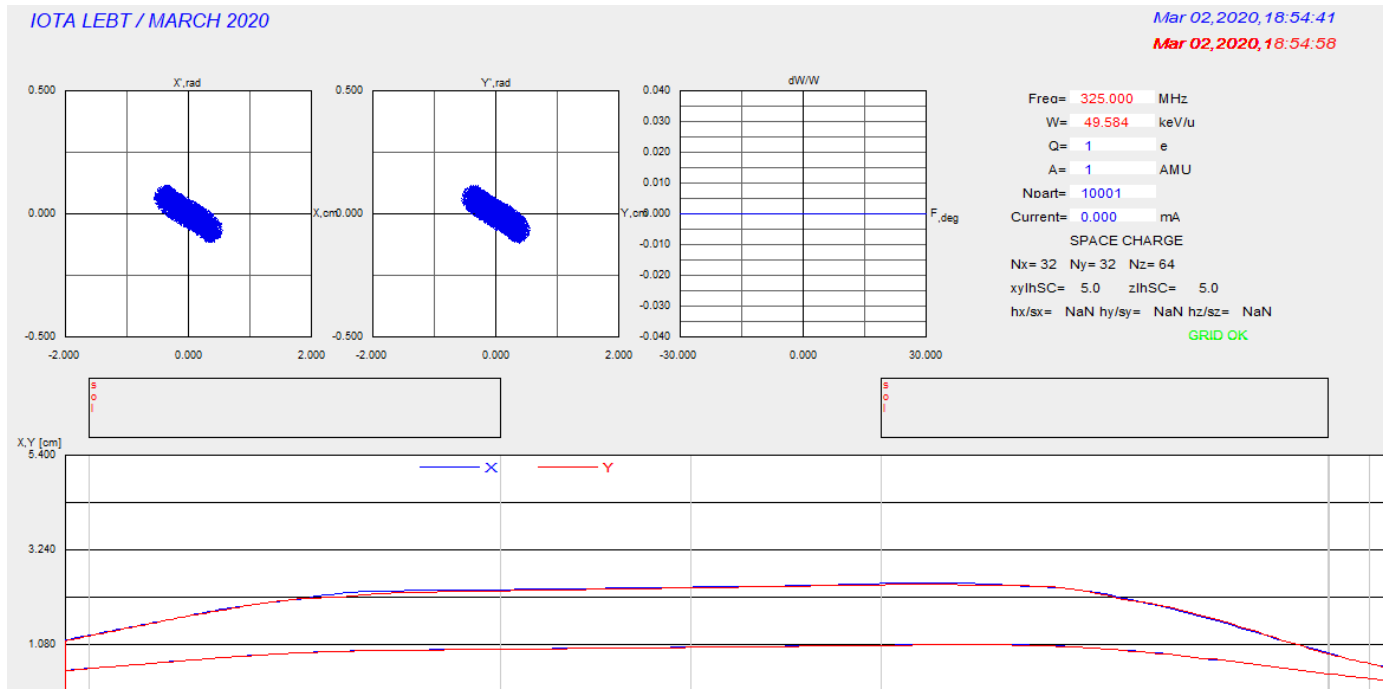 IOTA LEBT / MARCH 2020
Mar 02,2020,18:54:41
Mar 02,2020,18:54:58
X',rad
0.500
0.000
-0.500
-2.000 0.000 2.000
X,cm
Y',rad
0.500
0.000
-0.500
-2.000 0.000 2.000
Y,cm
dW/W
0.040
0.030
0.020
0.010
0.000
-0.010
-0.020
-0.030
-0.040
-30.000 0.000 30.000
F,deg
Freq= 325.000 MHz
W= 49.584 keV/u
Q= 1 e
A= 1 AMU
Npart= 10001
Current= 0.000 mA
SPACE CHARGE
Nx= 32 Ny= 32 Nz= 64
xylhSC= 5.0 zlhSC= 5.0
hx/sx= NaN hy/sy= NaN hz/sz= NaN
GRID OK
sol
sol
X,Y [cm]
5.400
3.240
1.080
X
Y